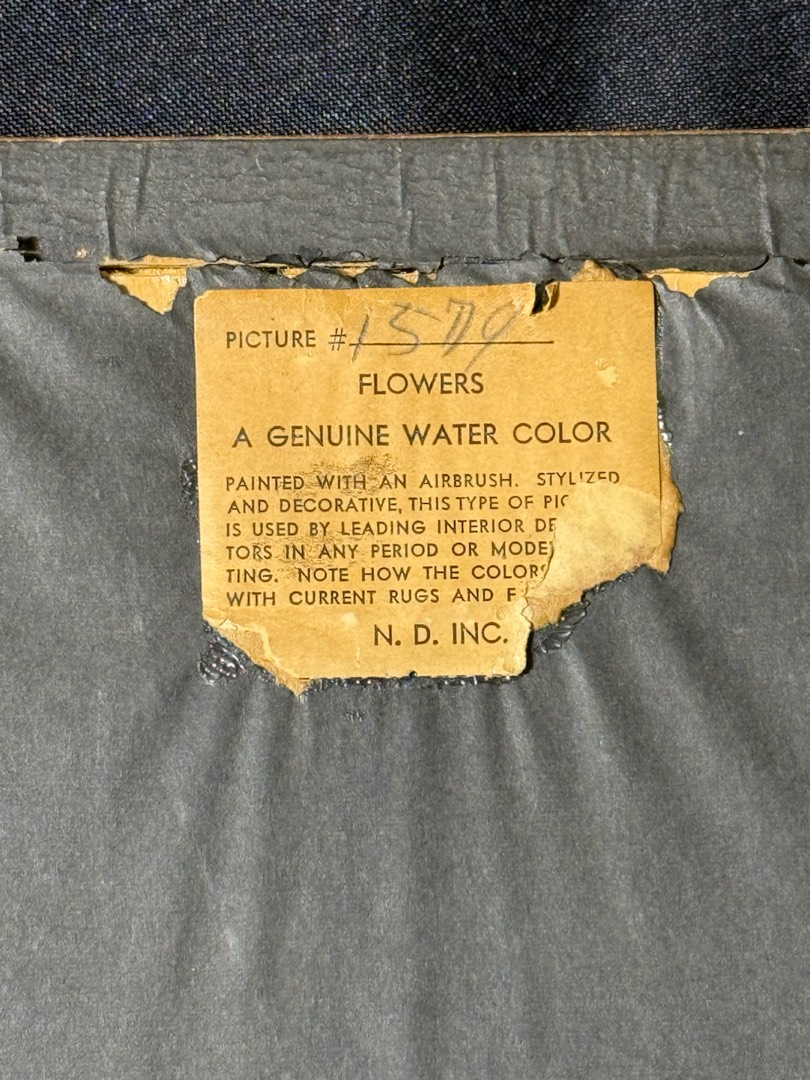 PICTURE # 1579
FLOWERS
A GENUINE WATER COLOR
PAINTED WITH AN AIRBRUSH. STYLIZED
AND DECORATIVE, THIS TYPE OF PIC
IS USED BY LEADING INTERIOR DE
TORS IN ANY PERIOD OR MODE
TING. NOTE HOW THE COLORS
WITH CURRENT RUGS AND F
N. D. INC.